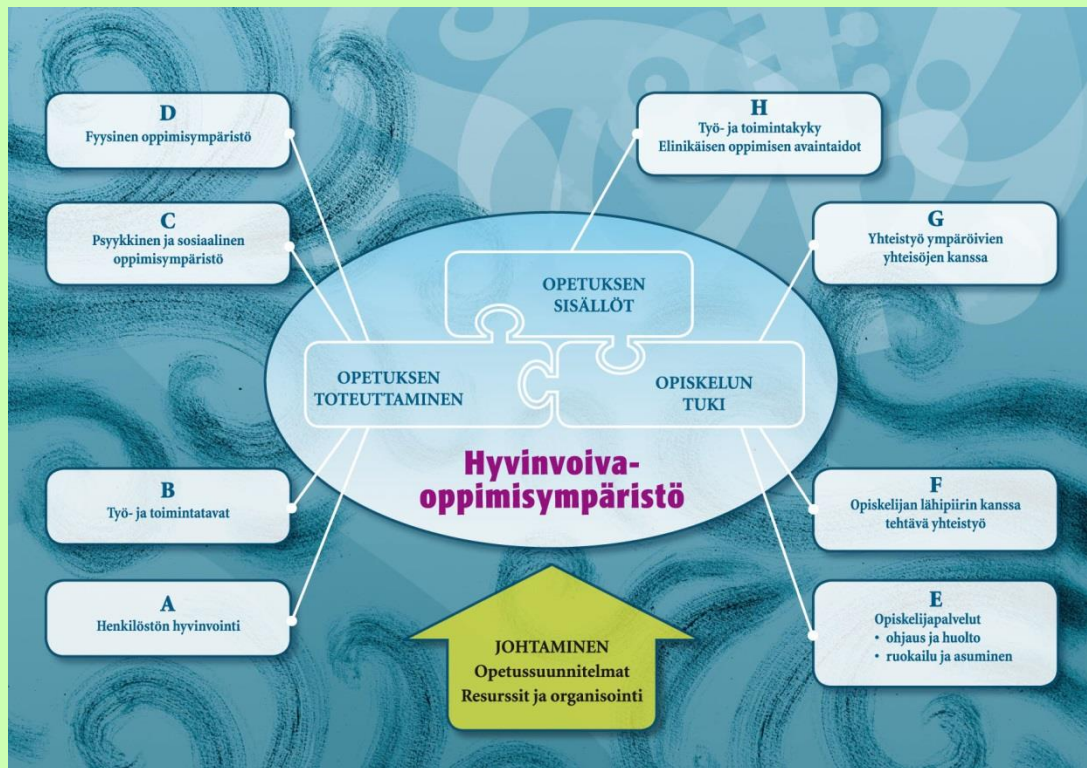 D
Fyysinen oppimisympäristö
C
Psyykkinen ja sosiaalinen
oppimisympäristö
B
Työ- ja toimintatavat
A
Henkilöstön hyvinvointi
H
Työ- ja toimintakyky
Elinikäisen oppimisen avaintaidot
G
Yhteistyö ympäröivien
yhteisöjen kanssa
F
Opiskelijan lähipiirin kanssa
tehtävä yhteistyö
E
Opiskelijapalvelut
• ohjaus ja huolto
• ruokailu ja asuminen
OPETUKSEN
SISÄLLÖT
OPETUKSEN
TOTEUTTAMINEN
OPISKELUN
TUKI
Hyvinvoiva-
oppimisympäristö
JOHTAMINEN
Opetussuunnitelmat
Resurssit ja organisointi